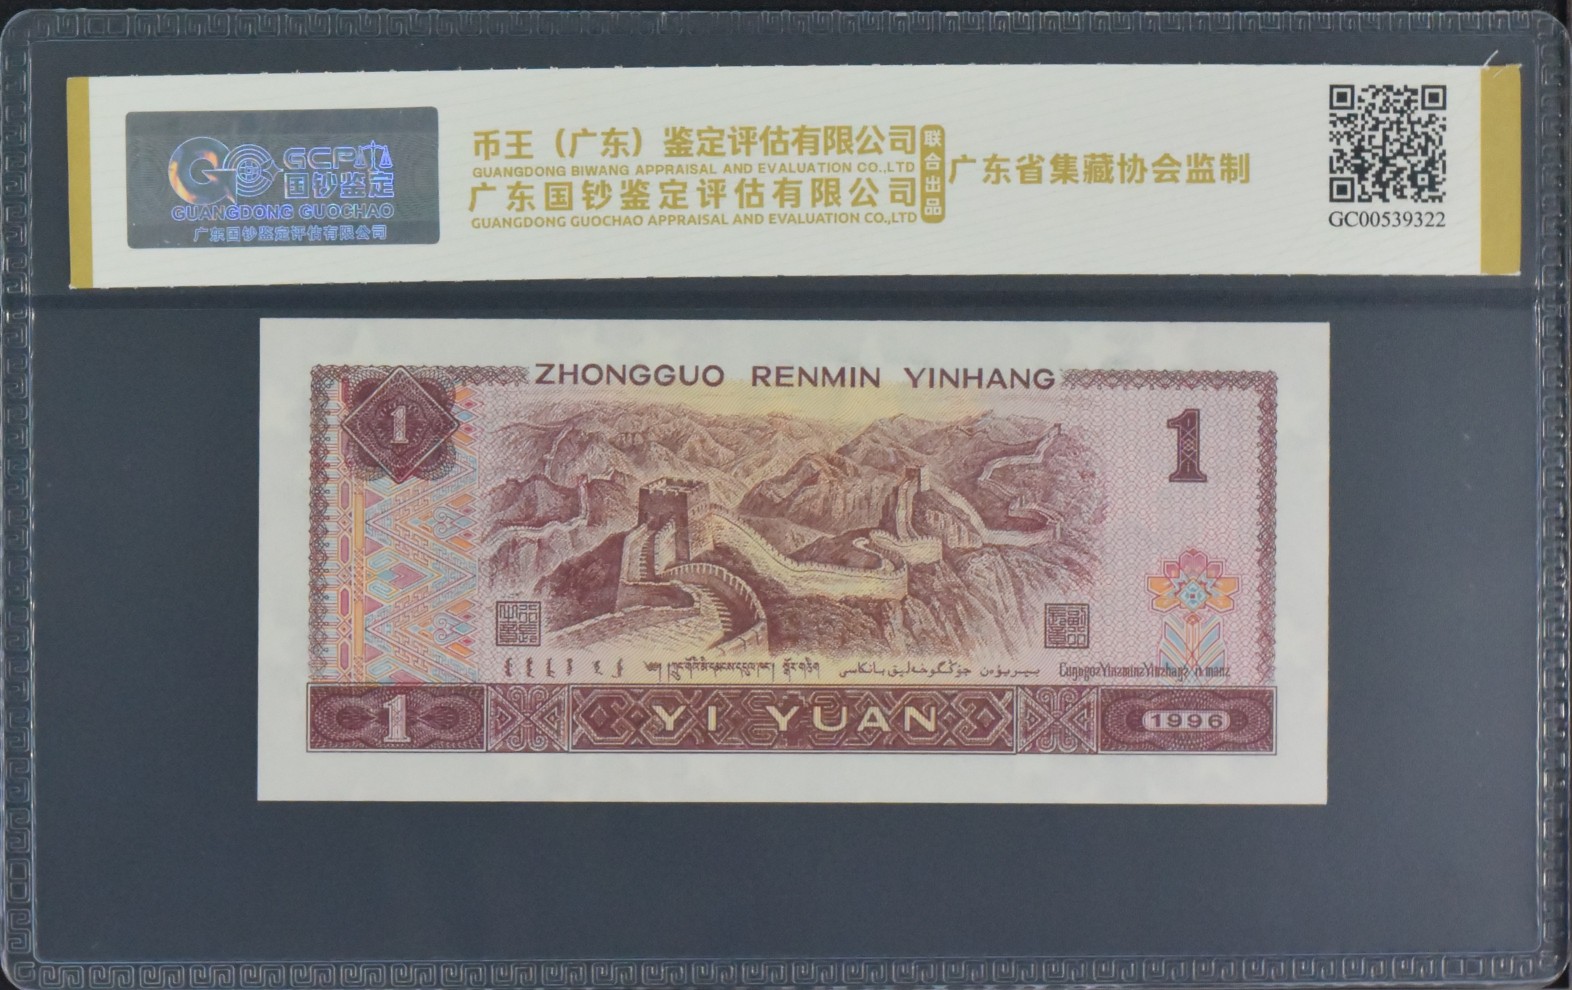 GCP
国钞鉴定
GUANGDONG GUOCHAO
广东国钞鉴定评估有限公司
币王（广东）鉴定评估有限公司
GUANGDONG BIWANG APPRAISAL AND EVALUATION CO.,LTD
广东国钞鉴定评估有限公司
GUANGDONG GUOCHAO APPRAISAL AND EVALUATION CO.,LTD
联合出品
广东省集藏协会监制
GC00539322
ZHONGGUO RENMIN YINHANG
1
1
1
YI YUAN
1996